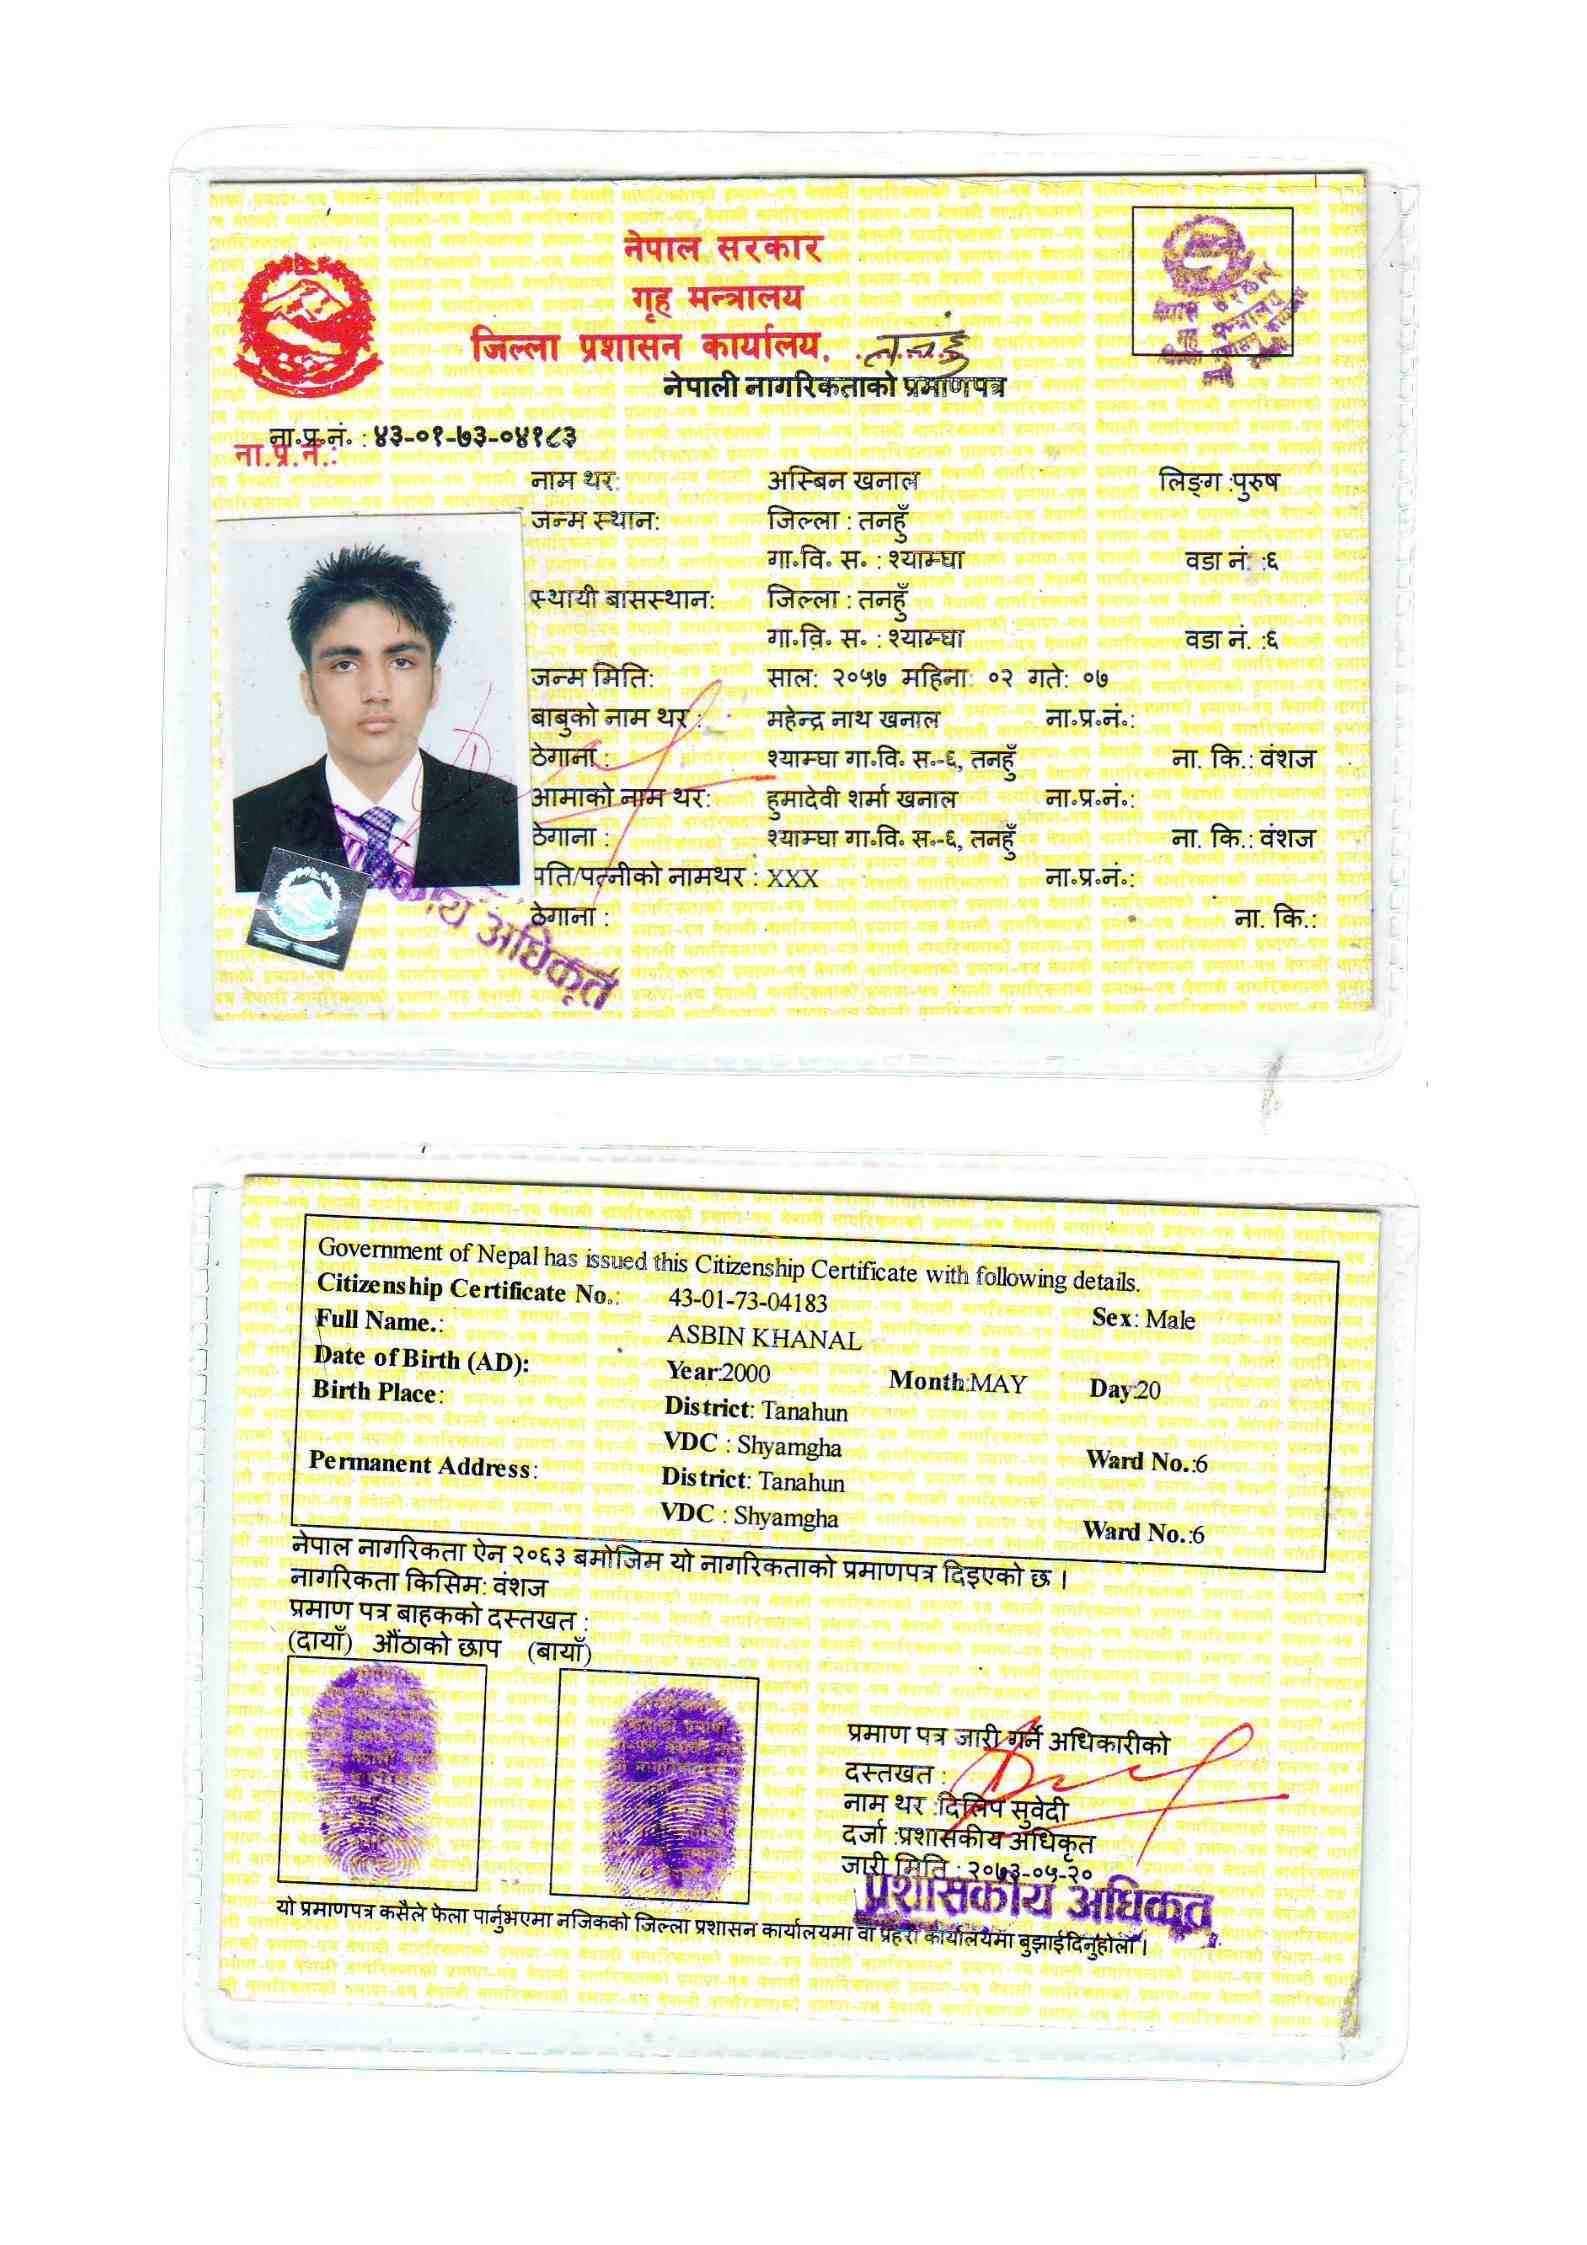 नेपाल सरकार
गृह मन्त्रालय
जिल्ला प्रशासन कार्यालय, तनहुँ
नेपाली नागरिकताको प्रमाणपत्र
ना॰प्र॰नं॰ : ४३-०१-७३-०४१८३
ना.प्र.नं.:
नाम थर: अस्बिन खनाल लिङ्ग :पुरुष
जन्म स्थान: जिल्ला : तनहुँ
गा॰वि॰ स॰ : श्याम्घा वडा नं. :६
स्थायी बासस्थान: जिल्ला : तनहुँ
गा॰वि॰ स॰ : श्याम्घा वडा नं. :६
जन्म मिति: साल: २०५७ महिना: ०२ गते: ०७
बाबुको नाम थर : महेन्द्र नाथ खनाल ना॰प्र॰नं॰:
ठेगाना : श्याम्घा गा॰वि॰ स॰-६, तनहुँ ना. कि.: वंशज
आमाको नाम थर: हुमादेवी शर्मा खनाल ना॰प्र॰नं॰:
ठेगाना : श्याम्घा गा॰वि॰ स॰-६, तनहुँ ना. कि.: वंशज
पति/पत्नीको नामथर : XXX ना॰प्र॰नं॰:
ठेगाना : ना. कि.:
अधिकृत
Government of Nepal has issued this Citizenship Certificate with following details.
Citizenship Certificate No.: 43-01-73-04183 Sex: Male
Full Name.: ASBIN KHANAL
Date of Birth (AD): Year:2000 Month:MAY Day:20
Birth Place: District: Tanahun
VDC : Shyamgha Ward No.:6
Permanent Address: District: Tanahun
VDC : Shyamgha Ward No.:6
नेपाल नागरिकता ऐन २०६३ बमोजिम यो नागरिकताको प्रमाणपत्र दिइएको छ ।
नागरिकता किसिम: वंशज
प्रमाण पत्र बाहकको दस्तखत :
(दायाँ) औंठाको छाप (बायाँ)
प्रमाण पत्र जारी गर्ने अधिकारीको
दस्तखत :
नाम थर :दिलिप सुवेदी
दर्जा :प्रशासकीय अधिकृत
जारी मिति : २०७३-०५-२०
प्रशासकीय अधिकृत
यो प्रमाणपत्र कसैले फेला पार्नुभएमा नजिकको जिल्ला प्रशासन कार्यालयमा वा प्रहरी कार्यालयमा बुझाईदिनुहोला ।